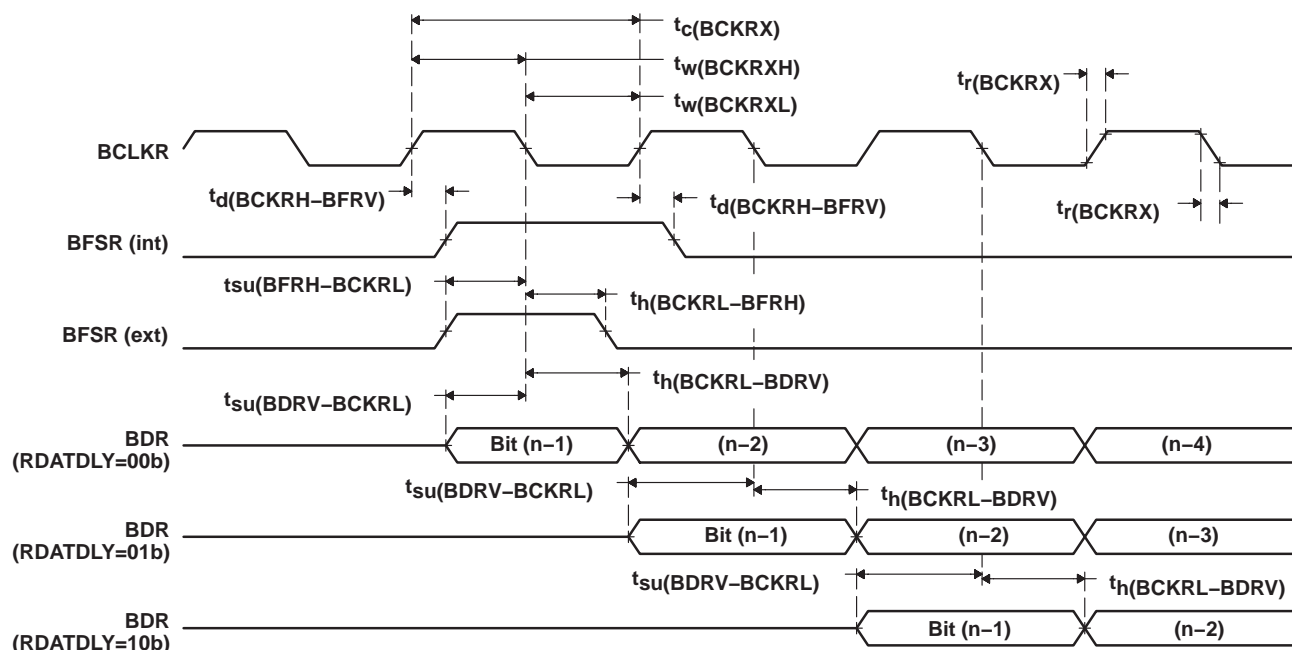 tc(BCKRX)
tw(BCKRXH)
tr(BCKRX)
tw(BCKRXL)
BCLKR
td(BCKRH–BFRV)
td(BCKRH–BFRV)
tr(BCKRX)
BFSR (int)
tsu(BFRH–BCKRL)
th(BCKRL–BFRH)
BFSR (ext)
th(BCKRL–BDRV)
tsu(BDRV–BCKRL)
BDR
(RDATDLY=00b)
Bit (n–1)
(n–2)
(n–3)
(n–4)
tsu(BDRV–BCKRL)
th(BCKRL–BDRV)
BDR
(RDATDLY=01b)
Bit (n–1)
(n–2)
(n–3)
tsu(BDRV–BCKRL)
th(BCKRL–BDRV)
BDR
(RDATDLY=10b)
Bit (n–1)
(n–2)